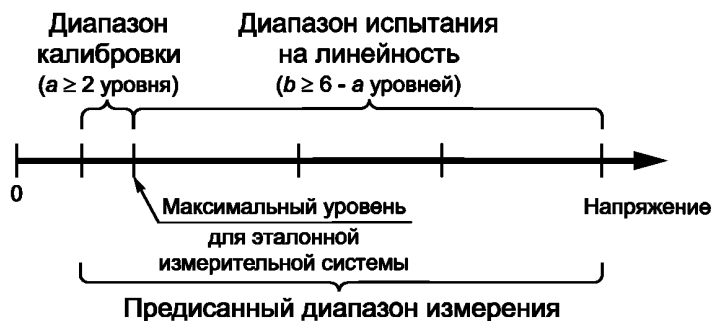 Диапазон
калибровки
(a ≥ 2 уровня)
Диапазон испытания
на линейность
(b ≥ 6 - a уровней)
0
Максимальный уровень
для эталонной
измерительной системы
Напряжение
Предисанный диапазон измерения